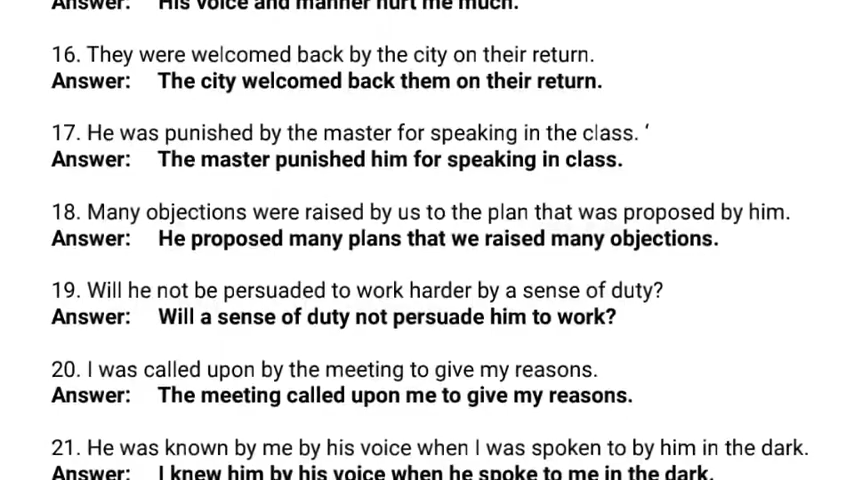 Answer: His voice and manner hurt me much.
16. They were welcomed back by the city on their return.
Answer: The city welcomed back them on their return.
17. He was punished by the master for speaking in the class. ‘
Answer: The master punished him for speaking in class.
18. Many objections were raised by us to the plan that was proposed by him.
Answer: He proposed many plans that we raised many objections.
19. Will he not be persuaded to work harder by a sense of duty?
Answer: Will a sense of duty not persuade him to work?
20. I was called upon by the meeting to give my reasons.
Answer: The meeting called upon me to give my reasons.
21. He was known by me by his voice when I was spoken to by him in the dark.
Answer: I knew him by his voice when he spoke to me in the dark.